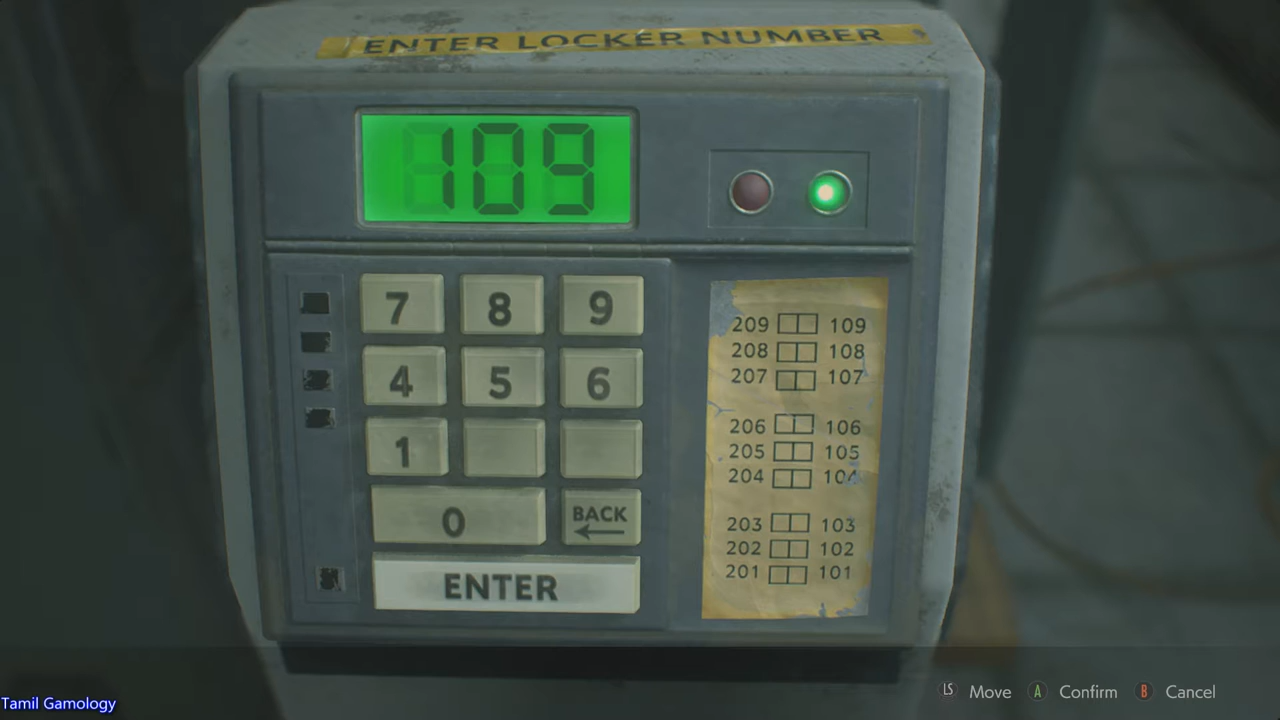 ENTER LOCKER NUMBER
109
7 8 9
4 5 6
1
0 BACK
ENTER
209 109
208 108
207 107
206 106
205 105
204 104
203 103
202 102
201 101
LS Move A Confirm B Cancel
Tamil Gamology